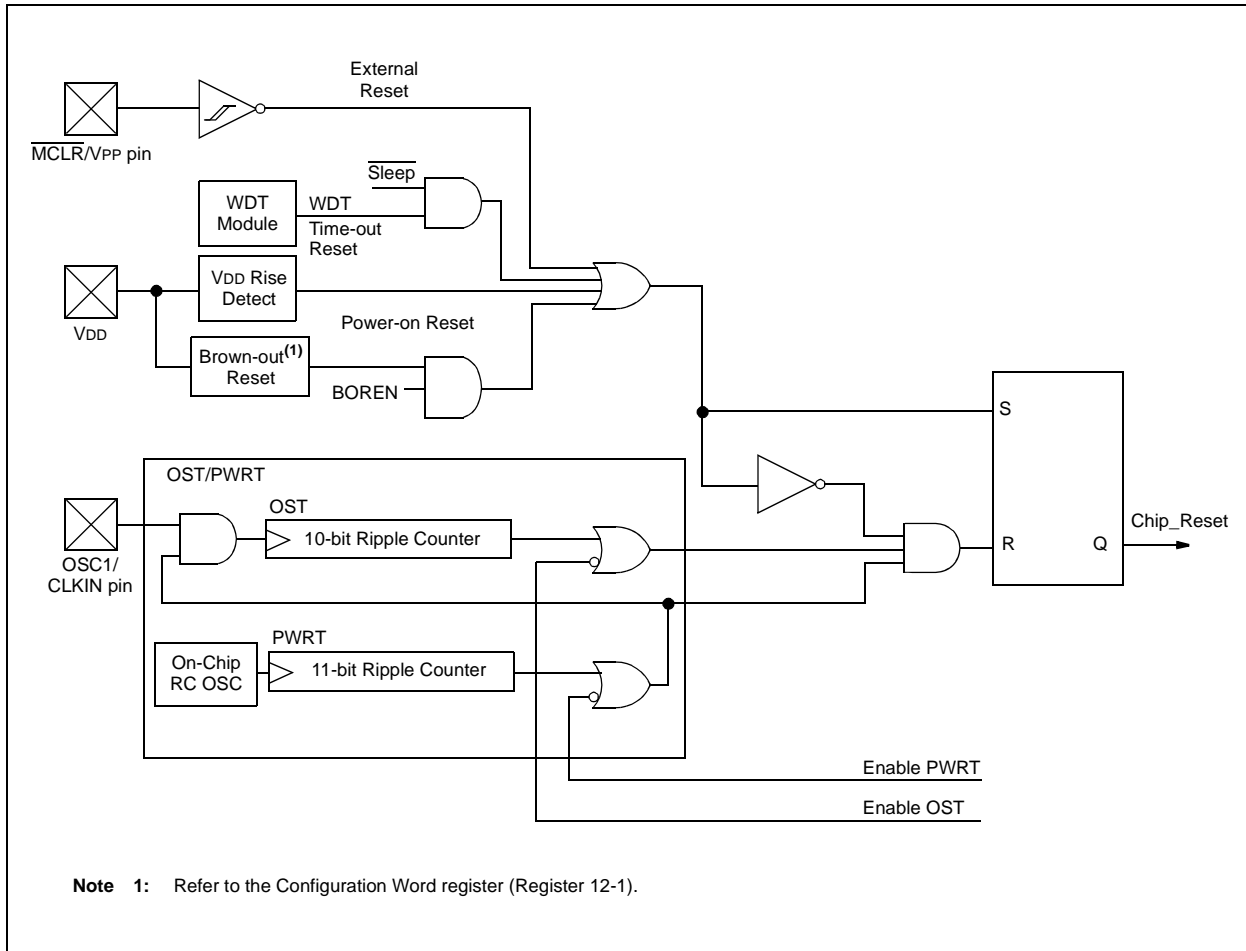 External
Reset
MCLR/VPP pin
Sleep
WDT
Module
WDT
Time-out
Reset
VDD
VDD Rise
Detect
Power-on Reset
Brown-out(1)
Reset
BOREN
S
OST/PWRT
OST
10-bit Ripple Counter
OSC1/
CLKIN pin
R
Q
Chip_Reset
PWRT
On-Chip
RC OSC
11-bit Ripple Counter
Enable PWRT
Enable OST
Note 1: Refer to the Configuration Word register (Register 12-1).